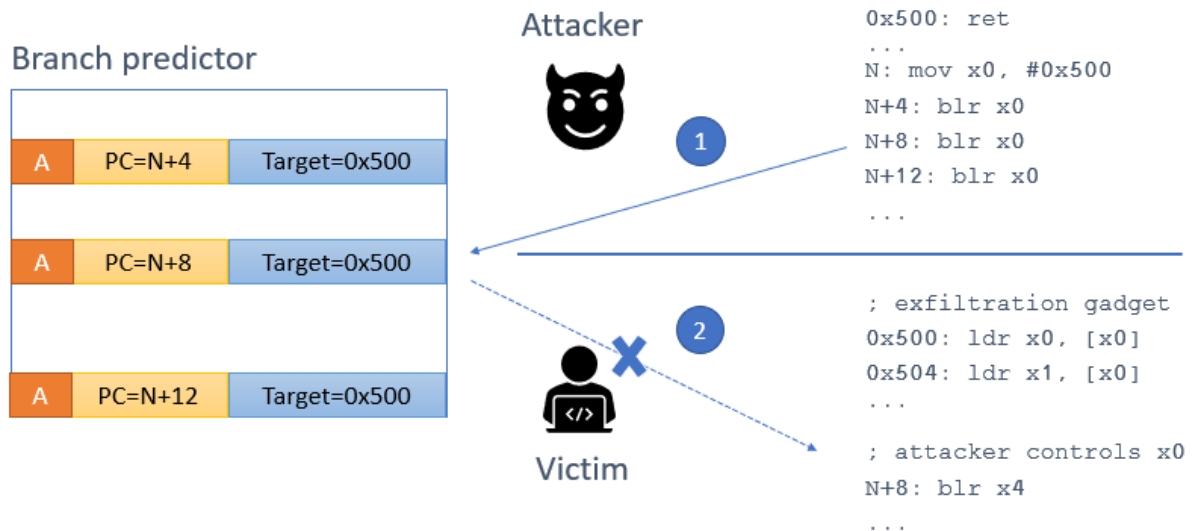 Branch predictor
A PC=N+4 Target=0x500
A PC=N+8 Target=0x500
A PC=N+12 Target=0x500
Attacker
1
0x500: ret
...
N: mov x0, #0x500
N+4: blr x0
N+8: blr x0
N+12: blr x0
...
2
</>
Victim
; exfiltration gadget
0x500: ldr x0, [x0]
0x504: ldr x1, [x0]
...
; attacker controls x0
N+8: blr x4
...